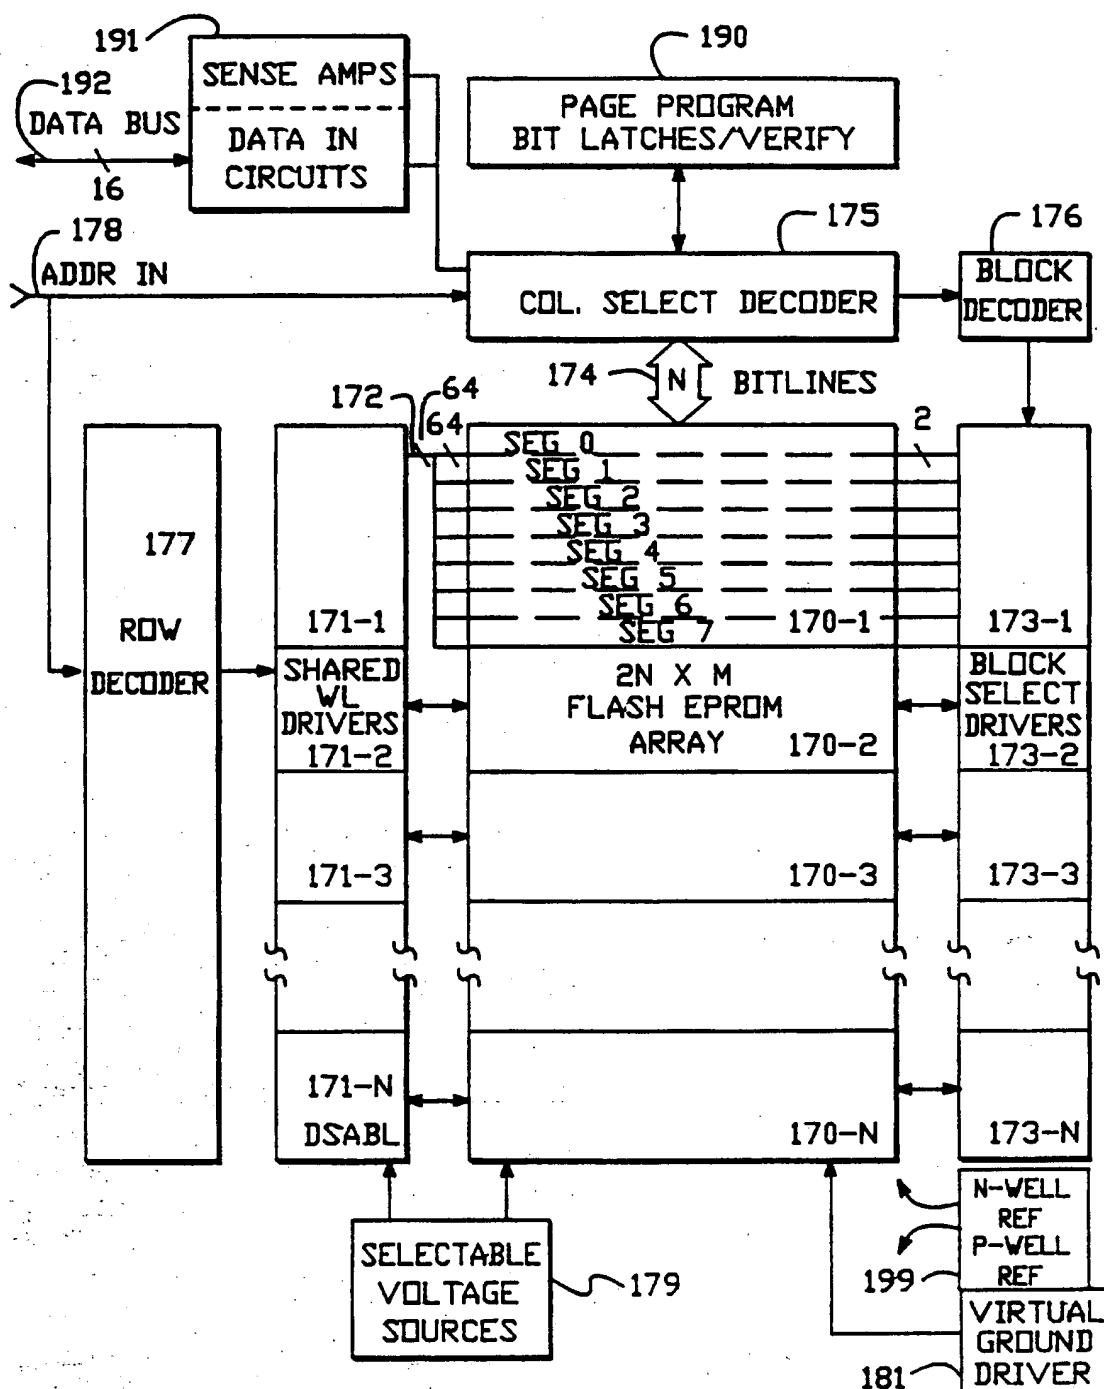 191
190
192
SENSE AMPS
PAGE PROGRAM
BIT LATCHES/VERIFY
DATA BUS
DATA IN
CIRCUITS
16
178
175
176
ADDR IN
BLOCK
DECODER
COL. SELECT DECODER
174
N
BITLINES
172
64
64
2
SEG 0
SEG 1
SEG 2
SEG 3
SEG 4
SEG 5
SEG 6
SEG 7
177
ROW
DECODER
171-1
170-1
173-1
SHARED
WL
DRIVERS
171-2
2N X M
FLASH EPROM
ARRAY
170-2
BLOCK
SELECT
DRIVERS
173-2
171-3
170-3
173-3
171-N
DSABL
170-N
173-N
N-WELL
REF
P-WELL
REF
199
SELECTABLE
VOLTAGE
SOURCES
179
VIRTUAL
GROUND
DRIVER
181